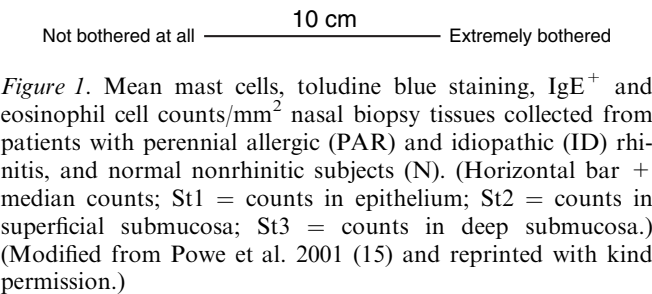 10 cm
Not bothered at all Extremely bothered
Figure 1. Mean mast cells, toludine blue staining, IgE+ and
eosinophil cell counts/mm2 nasal biopsy tissues collected from
patients with perennial allergic (PAR) and idiopathic (ID) rhi-
nitis, and normal nonrhinitic subjects (N). (Horizontal bar +
median counts; St1 = counts in epithelium; St2 = counts in
superficial submucosa; St3 = counts in deep submucosa.)
(Modified from Powe et al. 2001 (15) and reprinted with kind
permission.)